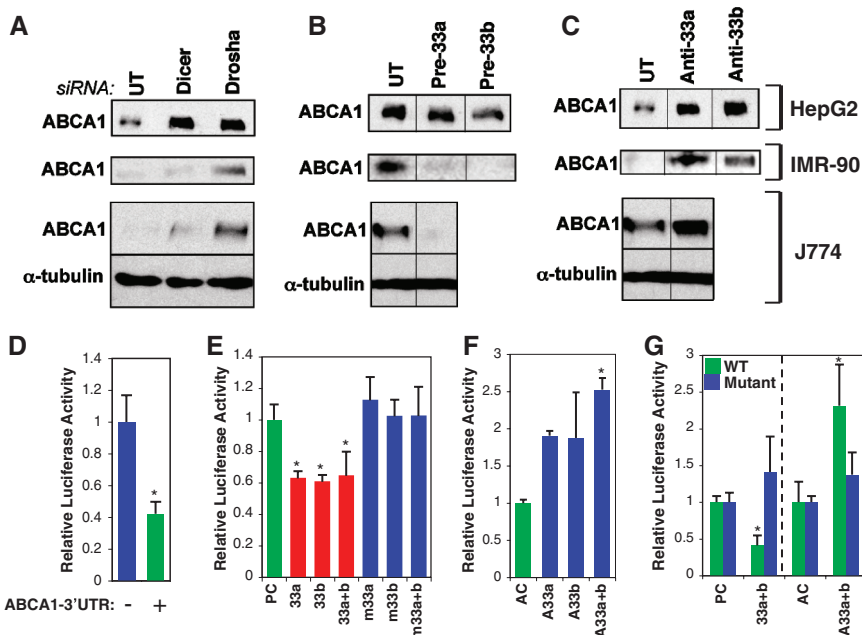 A
siRNA: UT Dicer Drosha
ABCA1
ABCA1
ABCA1
α-tubulin
B
UT Pre-33a Pre-33b
ABCA1
ABCA1
ABCA1
α-tubulin
C
UT Anti-33a Anti-33b
ABCA1 HepG2
ABCA1 IMR-90
ABCA1
α-tubulin
J774
D
Relative Luciferase Activity
1.4
1.2
1
0.8
0.6
0.4
0.2
0
*
ABCA1-3'UTR: - +
E
Relative Luciferase Activity
1.4
1.2
1
0.8
0.6
0.4
0.2
0
* * *
PC 33a 33b 33a+b m33a m33b m33a+b
F
Relative Luciferase Activity
3
2.5
2
1.5
1
0.5
0
*
AC A33a A33b A33a+b
G
WT
Mutant
Relative Luciferase Activity
3
2.5
2
1.5
1
0.5
0
* *
PC 33a+b AC A33a+b